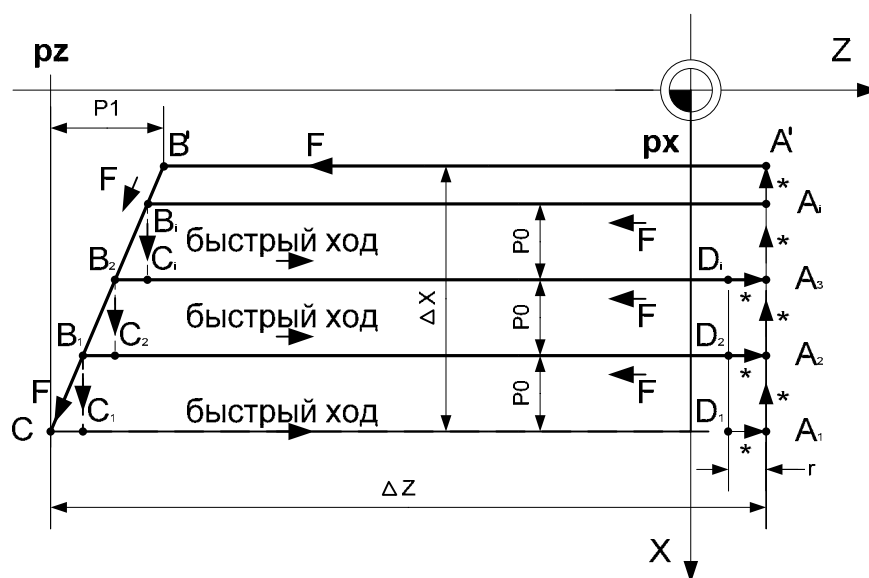 pz
Z
P1
B'
F
px
A'
F
*
Ai
Bi
быстрый ход
F
P0
*
B2
Ci
Di
A3
ΔX
*
*
быстрый ход
F
P0
B1
C2
D2
A2
*
*
F
быстрый ход
F
P0
C
C1
D1
A1
*
r
ΔZ
X